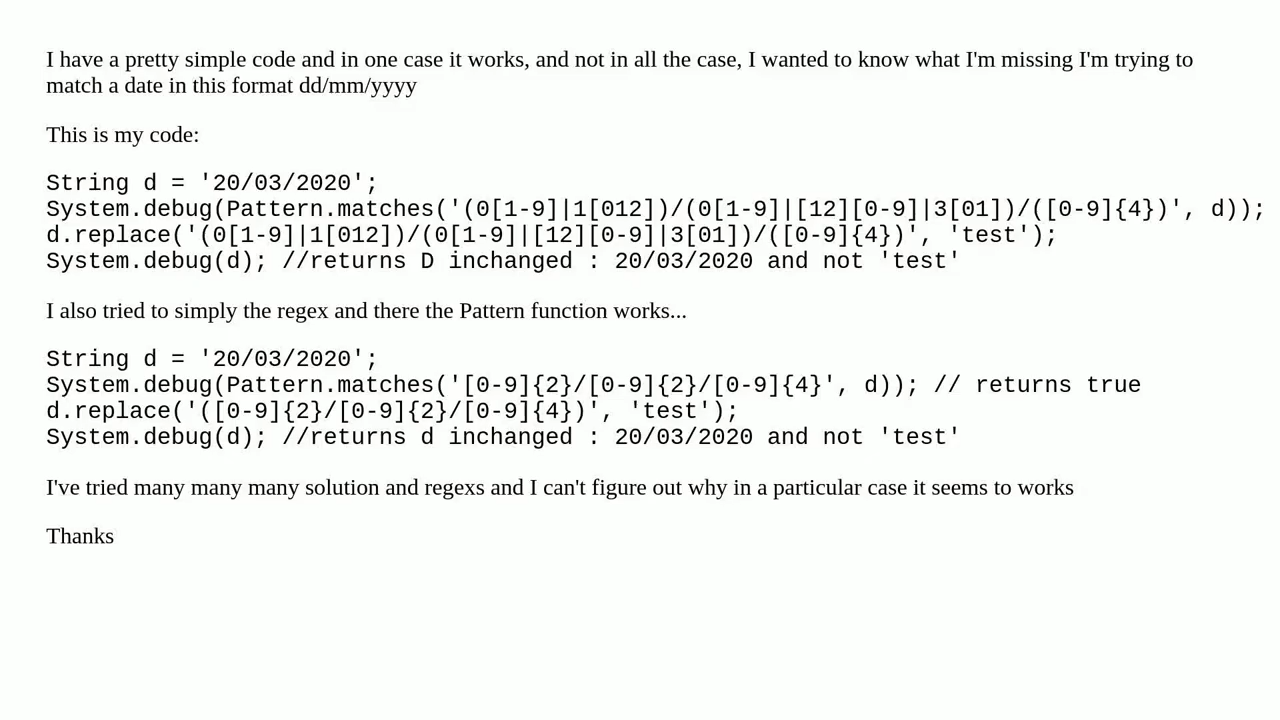 I have a pretty simple code and in one case it works, and not in all the case, I wanted to know what I'm missing I'm trying to
match a date in this format dd/mm/yyyy
This is my code:
String d = '20/03/2020';
System.debug(Pattern.matches('(0[1-9]|1[012])/(0[1-9]|[12][0-9]|3[01])/([0-9]{4})', d));
d.replace('(0[1-9]|1[012])/(0[1-9]|[12][0-9]|3[01])/([0-9]{4})', 'test');
System.debug(d); //returns D inchanged : 20/03/2020 and not 'test'
I also tried to simply the regex and there the Pattern function works...
String d = '20/03/2020';
System.debug(Pattern.matches('[0-9]{2}/[0-9]{2}/[0-9]{4}', d)); // returns true
d.replace('([0-9]{2}/[0-9]{2}/[0-9]{4})', 'test');
System.debug(d); //returns d inchanged : 20/03/2020 and not 'test'
I've tried many many many solution and regexs and I can't figure out why in a particular case it seems to works
Thanks